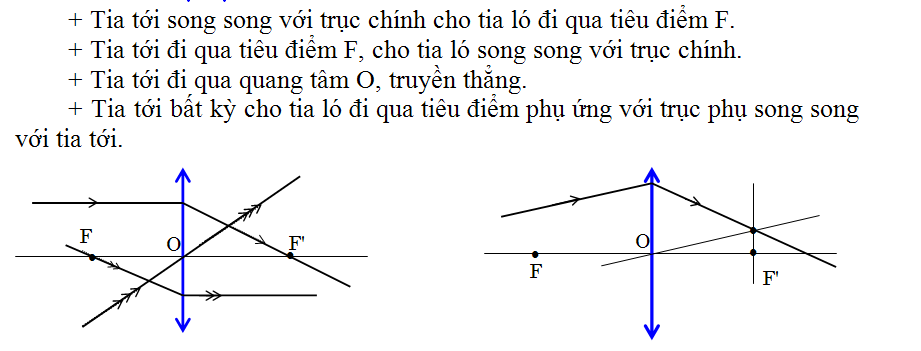 + Tia tới song song với trục chính cho tia ló đi qua tiêu điểm F.
+ Tia tới đi qua tiêu điểm F, cho tia ló song song với trục chính.
+ Tia tới đi qua quang tâm O, truyền thẳng.
+ Tia tới bất kỳ cho tia ló đi qua tiêu điểm phụ ứng với trục phụ song song
với tia tới.
F O F'
O
F F'